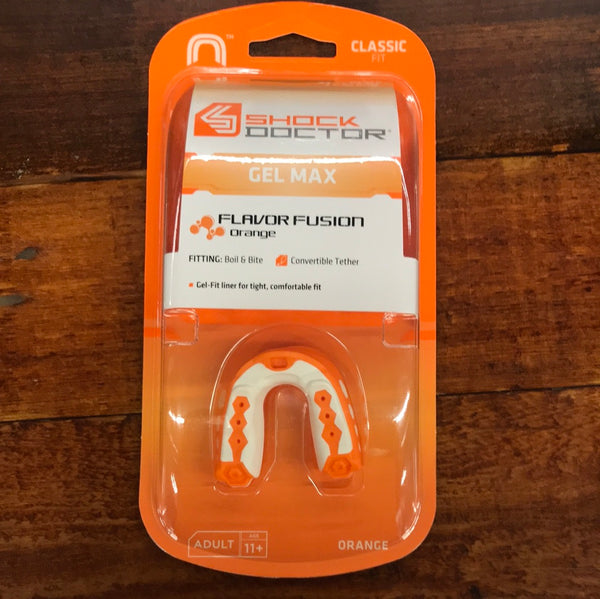 ™
CLASSIC
FIT
SHOCK
DOCTOR®
GEL MAX
FLAVOR FUSION
Orange
FITTING: Boil & Bite Convertible Tether
Gel-Fit liner for tight, comfortable fit
ADULT AGE 11+
ORANGE